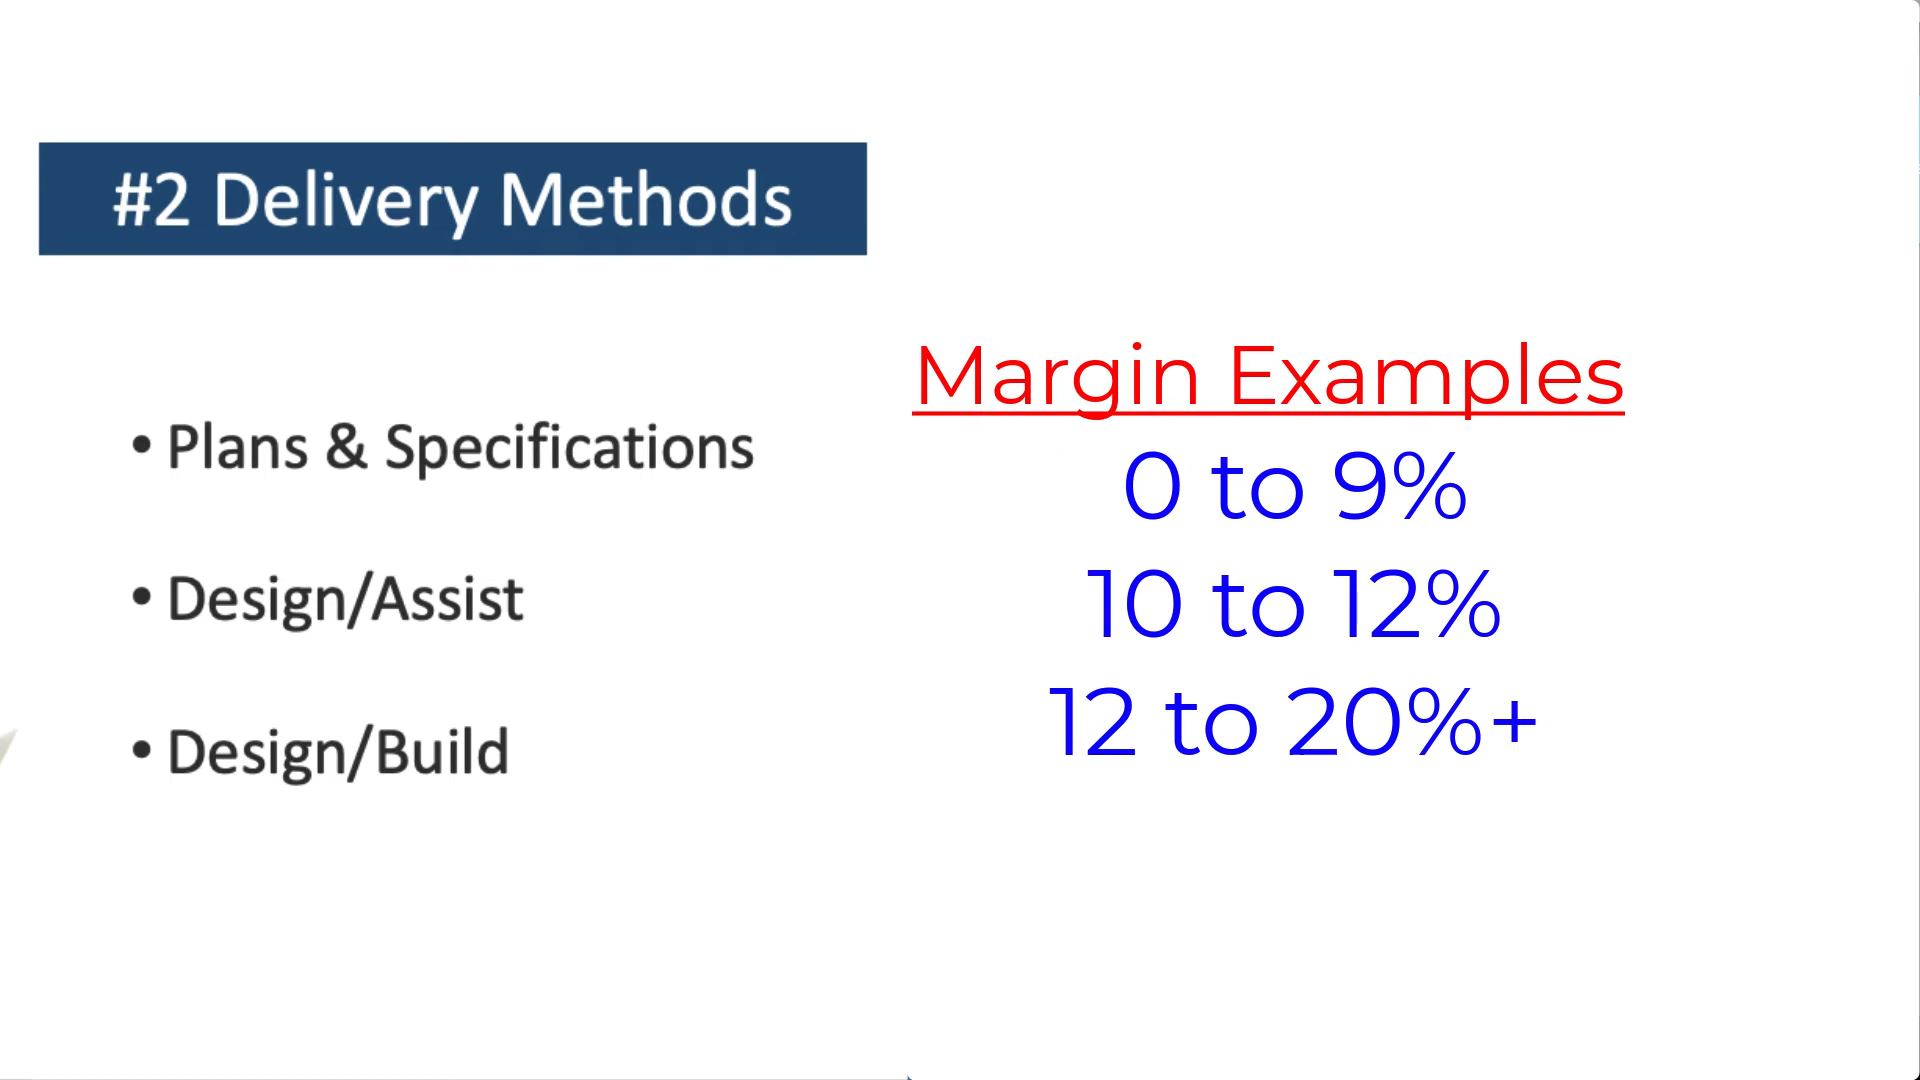 #2 Delivery Methods
Margin Examples
• Plans & Specifications
0 to 9%
• Design/Assist
10 to 12%
• Design/Build
12 to 20%+